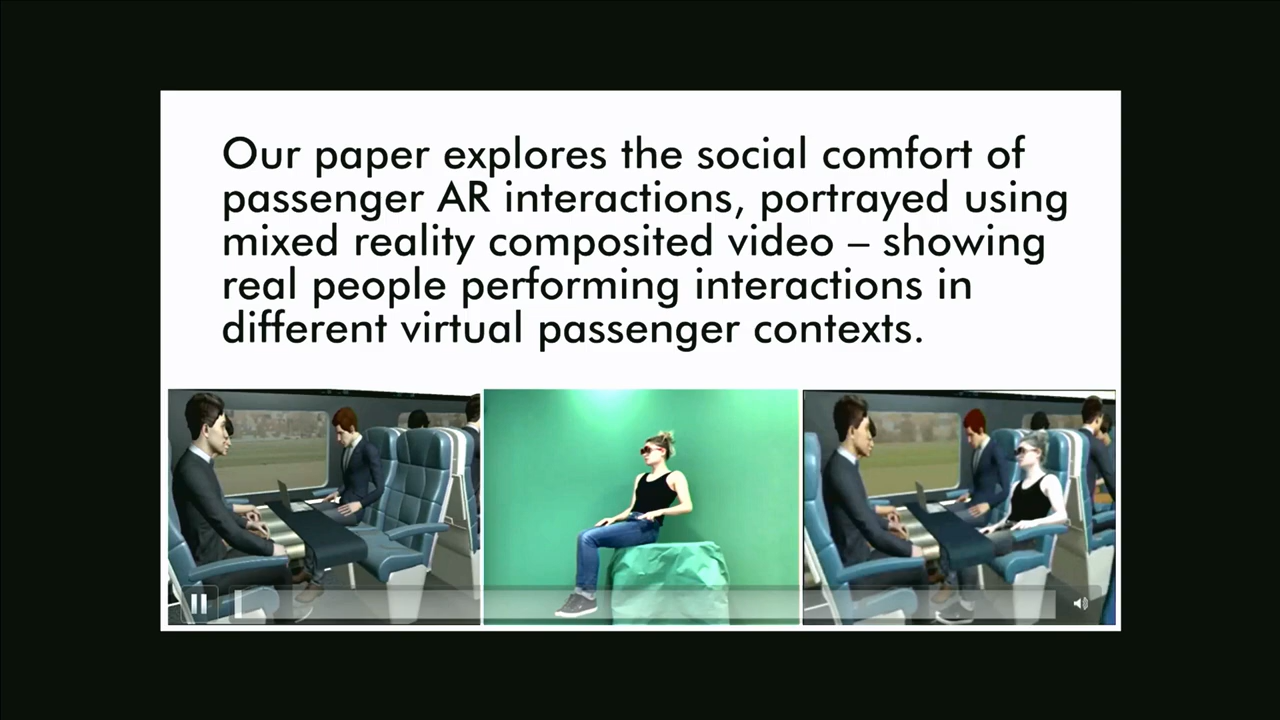 Our paper explores the social comfort of
passenger AR interactions, portrayed using
mixed reality composited video – showing
real people performing interactions in
different virtual passenger contexts.